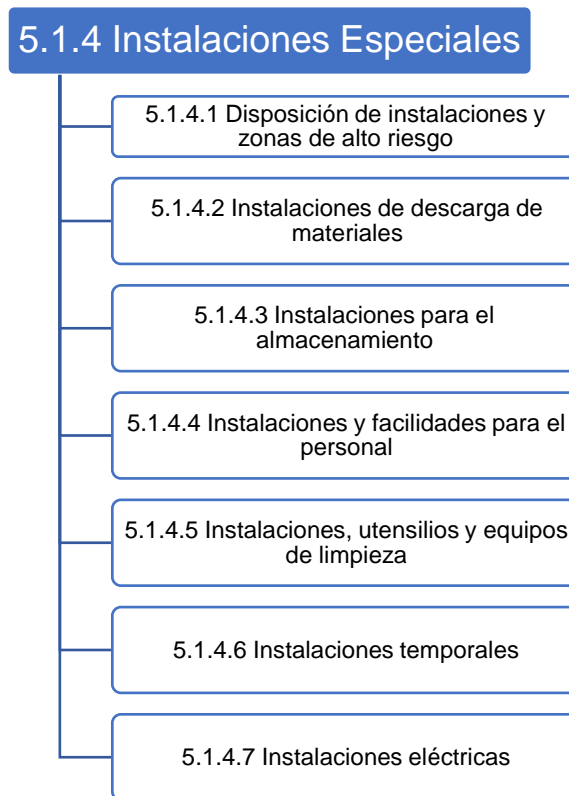 5.1.4 Instalaciones Especiales
5.1.4.1 Disposición de instalaciones y
zonas de alto riesgo
5.1.4.2 Instalaciones de descarga de
materiales
5.1.4.3 Instalaciones para el
almacenamiento
5.1.4.4 Instalaciones y facilidades para el
personal
5.1.4.5 Instalaciones, utensilios y equipos
de limpieza
5.1.4.6 Instalaciones temporales
5.1.4.7 Instalaciones eléctricas